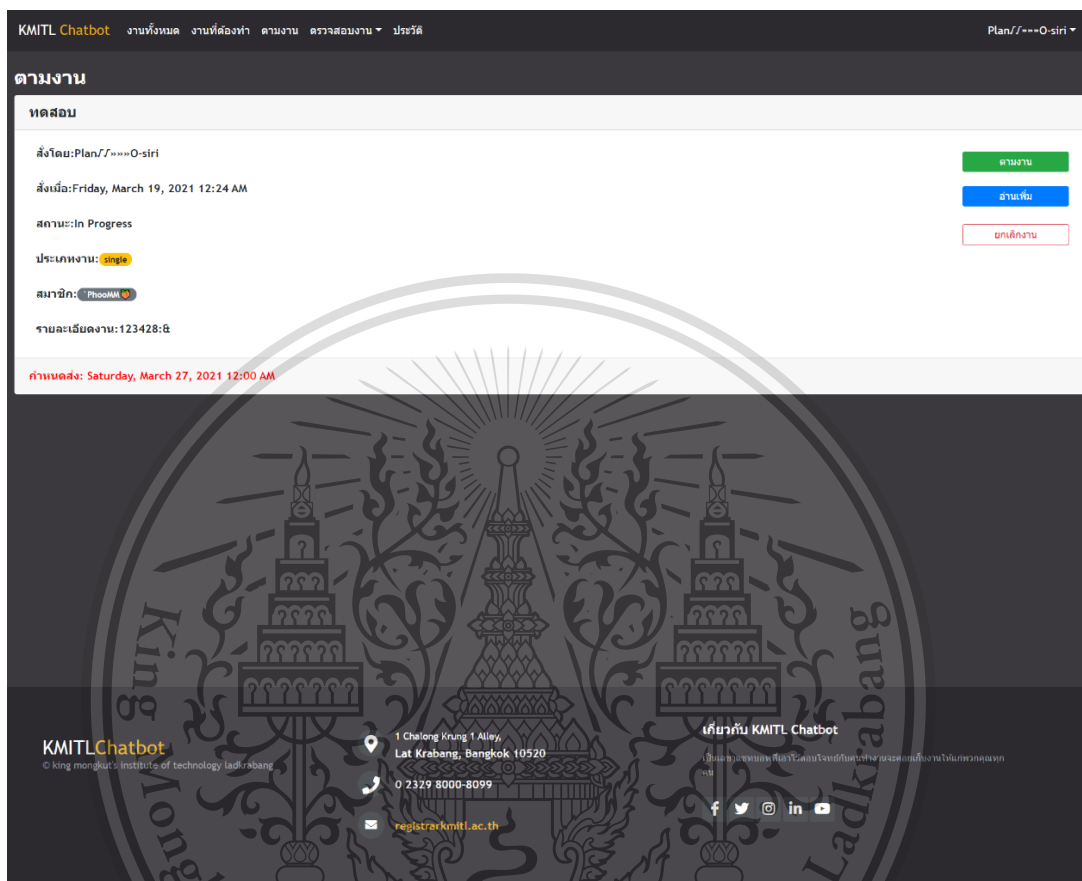 KMITL Chatbot งานทั้งหมด งานที่ต้องทำ ตามงาน ตรวจสอบงาน ประวัติ Plan/⁠/===O-siri
ตามงาน
ทดสอบ
สั่งโดย:Plan/⁠/»»»O-siri
ตามงาน
สั่งเมื่อ:Friday, March 19, 2021 12:24 AM
อ่านเพิ่ม
สถานะ:In Progress
ยกเลิกงาน
ประเภทงาน: single
สมาชิก: PhooMM
รายละเอียดงาน:123428:&
กำหนดส่ง: Saturday, March 27, 2021 12:00 AM
KMITLChatbot
© king mongkut's institute of technology ladkrabang
1 Chalong Krung 1 Alley,
Lat Krabang, Bangkok 10520
0 2329 8000-8099
registrarkmitl.ac.th
เกี่ยวกับ KMITL Chatbot
คุณ
King Mongkut's
Ladkrabang